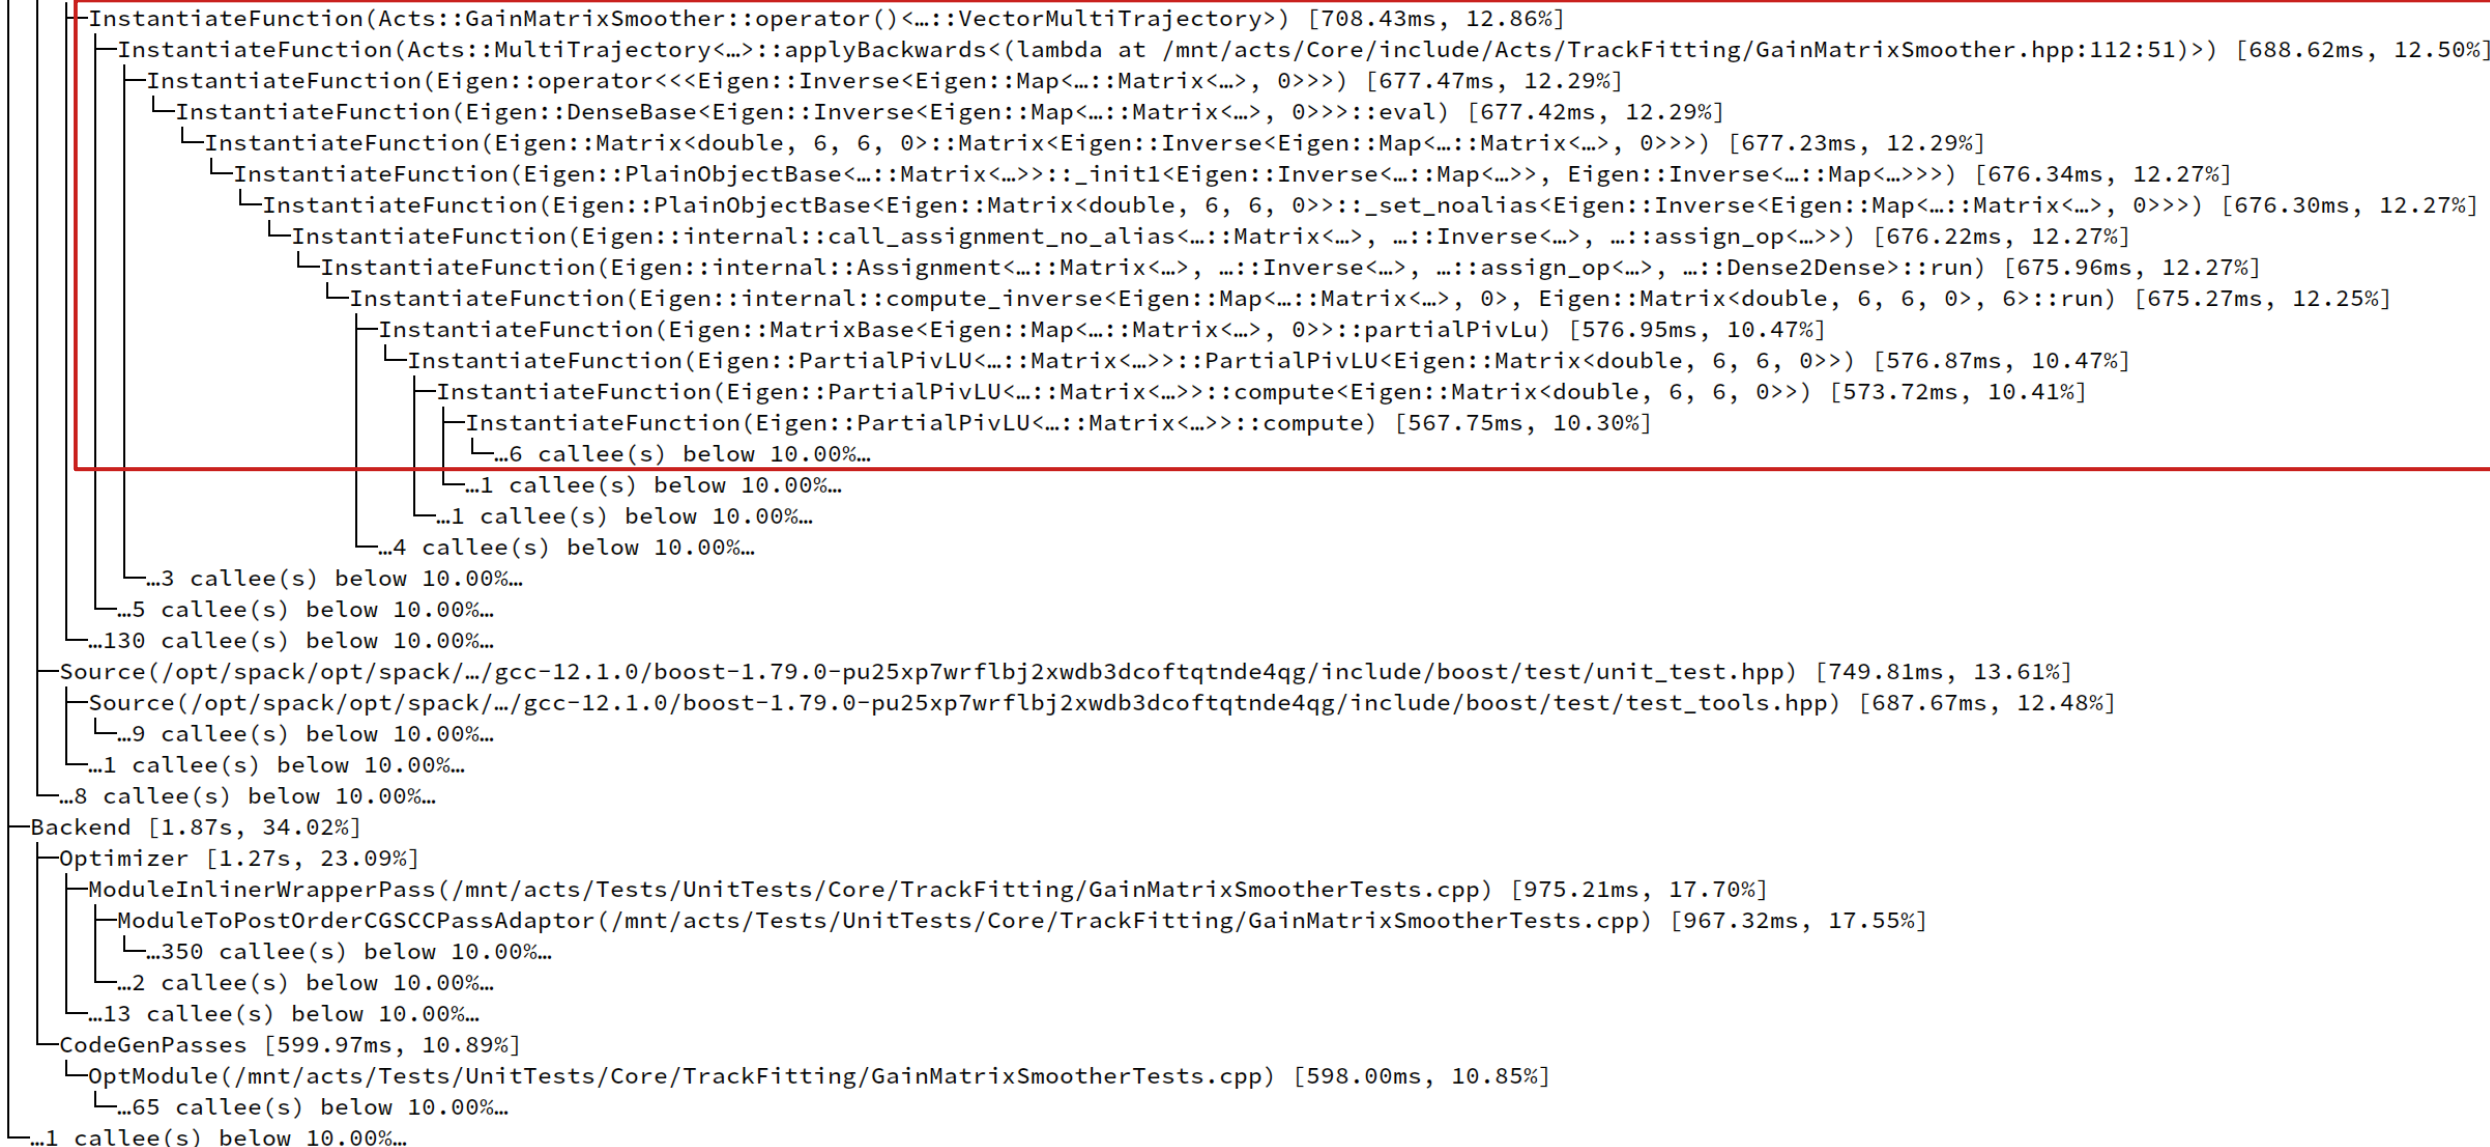 InstantiateFunction(Acts::GainMatrixSmoother::operator()<…::VectorMultiTrajectory>) [708.43ms, 12.86%]
InstantiateFunction(Acts::MultiTrajectory<…>::applyBackwards<(lambda at /mnt/acts/Core/include/Acts/TrackFitting/GainMatrixSmoother.hpp:112:51)>) [688.62ms, 12.50%]
InstantiateFunction(Eigen::operator<<<Eigen::Inverse<Eigen::Map<…::Matrix<…>, 0>>>) [677.47ms, 12.29%]
InstantiateFunction(Eigen::DenseBase<Eigen::Inverse<Eigen::Map<…::Matrix<…>, 0>>>::eval) [677.42ms, 12.29%]
InstantiateFunction(Eigen::Matrix<double, 6, 6, 0>::Matrix<Eigen::Inverse<Eigen::Map<…::Matrix<…>, 0>>>) [677.23ms, 12.29%]
InstantiateFunction(Eigen::PlainObjectBase<…::Matrix<…>>::_init1<Eigen::Inverse<…::Map<…>>, Eigen::Inverse<…::Map<…>>>) [676.34ms, 12.27%]
InstantiateFunction(Eigen::PlainObjectBase<Eigen::Matrix<double, 6, 6, 0>>::_set_noalias<Eigen::Inverse<Eigen::Map<…::Matrix<…>, 0>>>) [676.30ms, 12.27%]
InstantiateFunction(Eigen::internal::call_assignment_no_alias<…::Matrix<…>, …::Inverse<…>, …::assign_op<…>>) [676.22ms, 12.27%]
InstantiateFunction(Eigen::internal::Assignment<…::Matrix<…>, …::Inverse<…>, …::assign_op<…>, …::Dense2Dense>::run) [675.96ms, 12.27%]
InstantiateFunction(Eigen::internal::compute_inverse<Eigen::Map<…::Matrix<…>, 0>, Eigen::Matrix<double, 6, 6, 0>, 6>::run) [675.27ms, 12.25%]
InstantiateFunction(Eigen::MatrixBase<Eigen::Map<…::Matrix<…>, 0>>::partialPivLu) [576.95ms, 10.47%]
InstantiateFunction(Eigen::PartialPivLU<…::Matrix<…>>::PartialPivLU<Eigen::Matrix<double, 6, 6, 0>>) [576.87ms, 10.47%]
InstantiateFunction(Eigen::PartialPivLU<…::Matrix<…>>::compute<Eigen::Matrix<double, 6, 6, 0>>) [573.72ms, 10.41%]
InstantiateFunction(Eigen::PartialPivLU<…::Matrix<…>>::compute) [567.75ms, 10.30%]
…6 callee(s) below 10.00%…
…1 callee(s) below 10.00%…
…1 callee(s) below 10.00%…
…4 callee(s) below 10.00%…
…3 callee(s) below 10.00%…
…5 callee(s) below 10.00%…
…130 callee(s) below 10.00%…
Source(/opt/spack/opt/spack/…/gcc-12.1.0/boost-1.79.0-pu25xp7wrflbj2xwdb3dcoftqtnde4qg/include/boost/test/unit_test.hpp) [749.81ms, 13.61%]
Source(/opt/spack/opt/spack/…/gcc-12.1.0/boost-1.79.0-pu25xp7wrflbj2xwdb3dcoftqtnde4qg/include/boost/test/test_tools.hpp) [687.67ms, 12.48%]
…9 callee(s) below 10.00%…
…1 callee(s) below 10.00%…
…8 callee(s) below 10.00%…
Backend [1.87s, 34.02%]
Optimizer [1.27s, 23.09%]
ModuleInlinerWrapperPass(/mnt/acts/Tests/UnitTests/Core/TrackFitting/GainMatrixSmootherTests.cpp) [975.21ms, 17.70%]
ModuleToPostOrderCGSCCPassAdaptor(/mnt/acts/Tests/UnitTests/Core/TrackFitting/GainMatrixSmootherTests.cpp) [967.32ms, 17.55%]
…350 callee(s) below 10.00%…
…2 callee(s) below 10.00%…
…13 callee(s) below 10.00%…
CodeGenPasses [599.97ms, 10.89%]
OptModule(/mnt/acts/Tests/UnitTests/Core/TrackFitting/GainMatrixSmootherTests.cpp) [598.00ms, 10.85%]
…65 callee(s) below 10.00%…
…1 callee(s) below 10.00%…